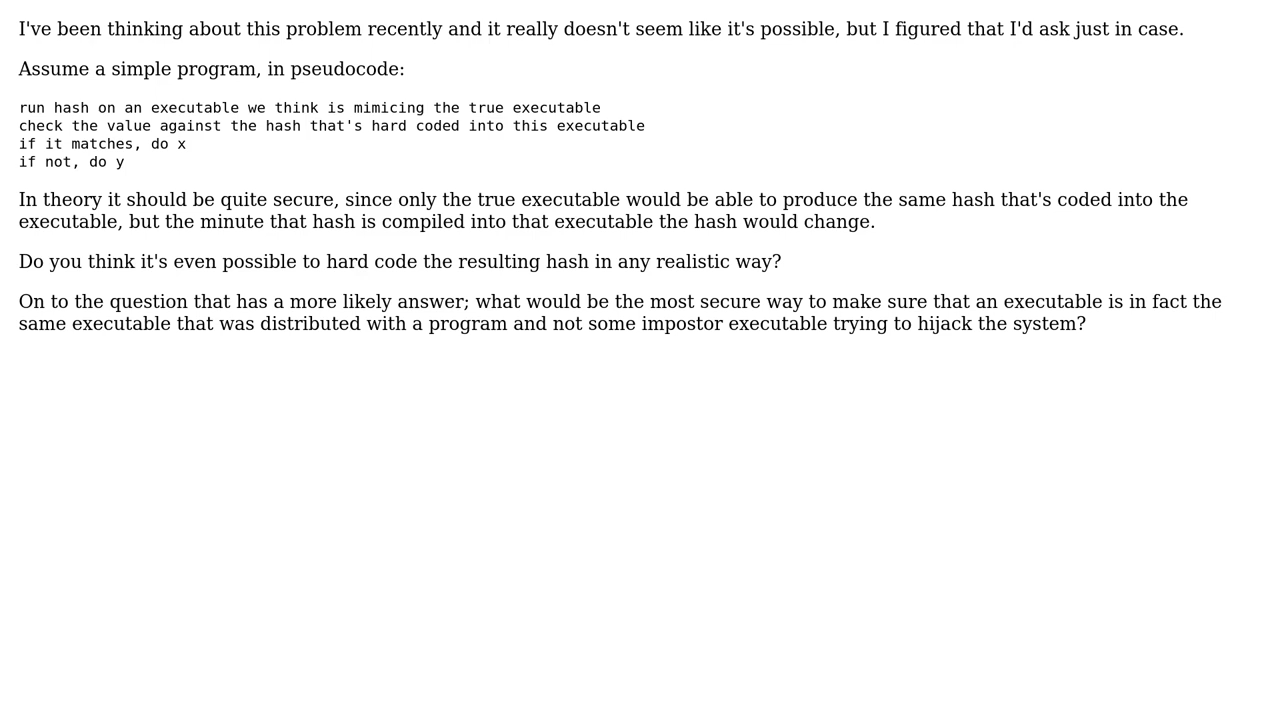 I've been thinking about this problem recently and it really doesn't seem like it's possible, but I figured that I'd ask just in case.
Assume a simple program, in pseudocode:
run hash on an executable we think is mimicing the true executable
check the value against the hash that's hard coded into this executable
if it matches, do x
if not, do y
In theory it should be quite secure, since only the true executable would be able to produce the same hash that's coded into the
executable, but the minute that hash is compiled into that executable the hash would change.
Do you think it's even possible to hard code the resulting hash in any realistic way?
On to the question that has a more likely answer; what would be the most secure way to make sure that an executable is in fact the
same executable that was distributed with a program and not some impostor executable trying to hijack the system?